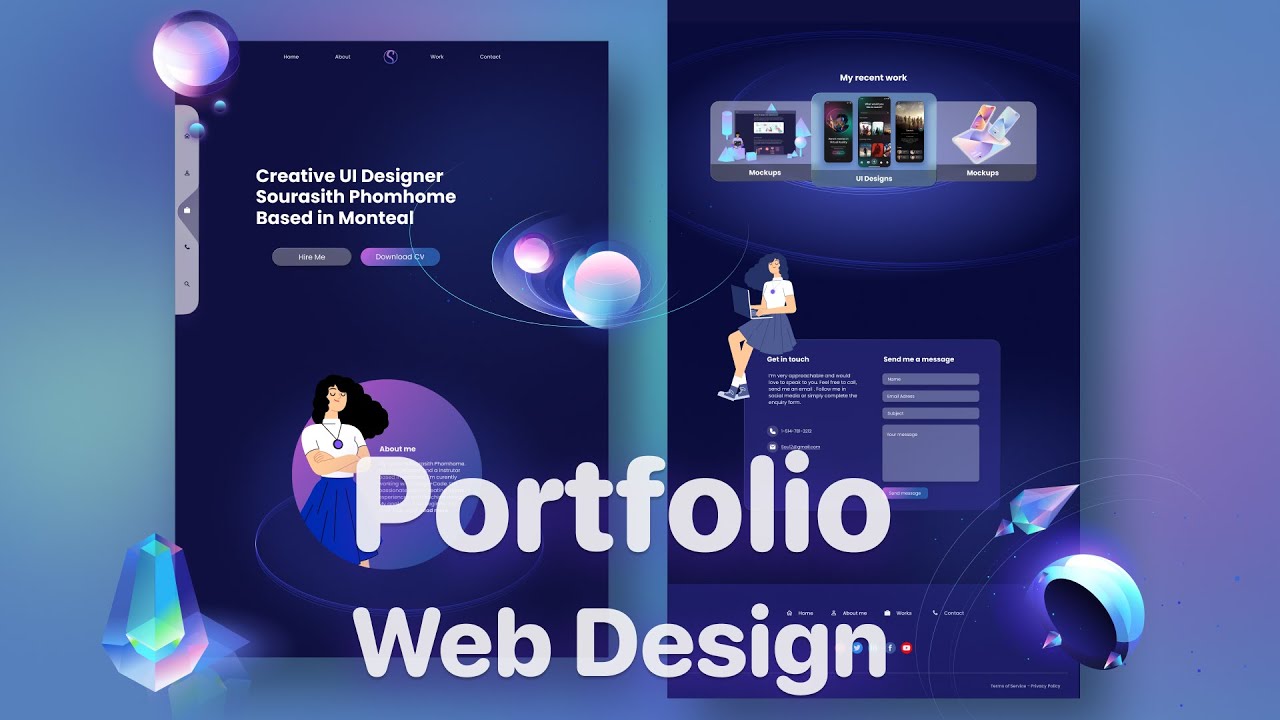 Home
About
S
Work
Contact
Creative UI Designer
Sourasith Phomhome
Based in Monteal
Hire Me
Download CV
About me
My recent work
Mockups
UI Designs
Mockups
Get in touch
I'm very approachable and would
love to speak to you. Feel free to call,
send me an email . Follow me in
social media or simply complete the
enquiry form.
1-514-781-3212
Soul2@gmail.com
Send me a message
Name
Email Adress
Subject
Your message
Send message
Portfolio
Web Design
Home
About me
Works
Contact
Terms of Service - Privacy Policy